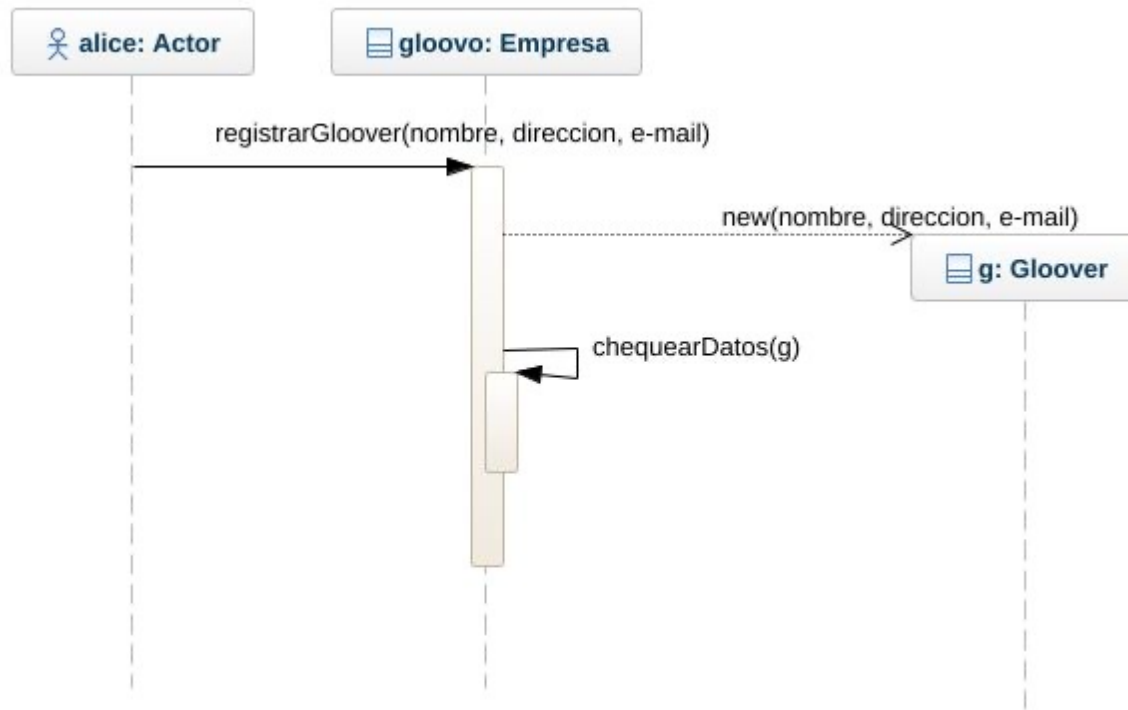 alice: Actor
gloovo: Empresa
registrarGloover(nombre, direccion, e-mail)
new(nombre, direccion, e-mail)
g: Gloover
chequearDatos(g)